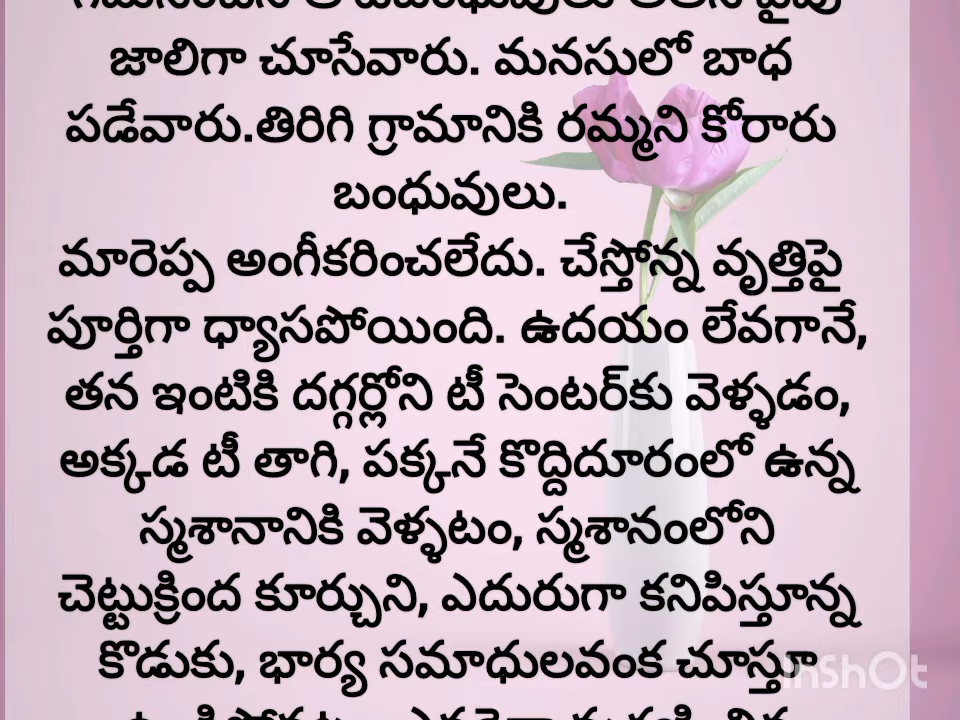 జాలిగా చూసేవారు. మనసులో బాధ
పడేవారు.తిరిగి గ్రామానికి రమ్మని కోరారు
బంధువులు.
మారెప్ప అంగీకరించలేదు. చేస్తోన్న వృత్తిపై
పూర్తిగా ధ్యాసపోయింది. ఉదయం లేవగానే,
తన ఇంటికి దగ్గర్లోని టీ సెంటర్‌కు వెళ్ళడం,
అక్కడ టీ తాగి, పక్కనే కొద్దిదూరంలో ఉన్న
స్మశానానికి వెళ్ళటం, స్మశానంలోని
చెట్టుక్రింద కూర్చుని, ఎదురుగా కనిపిస్తూన్న
కొడుకు, భార్య సమాధులవంక చూస్తూ
InShOt